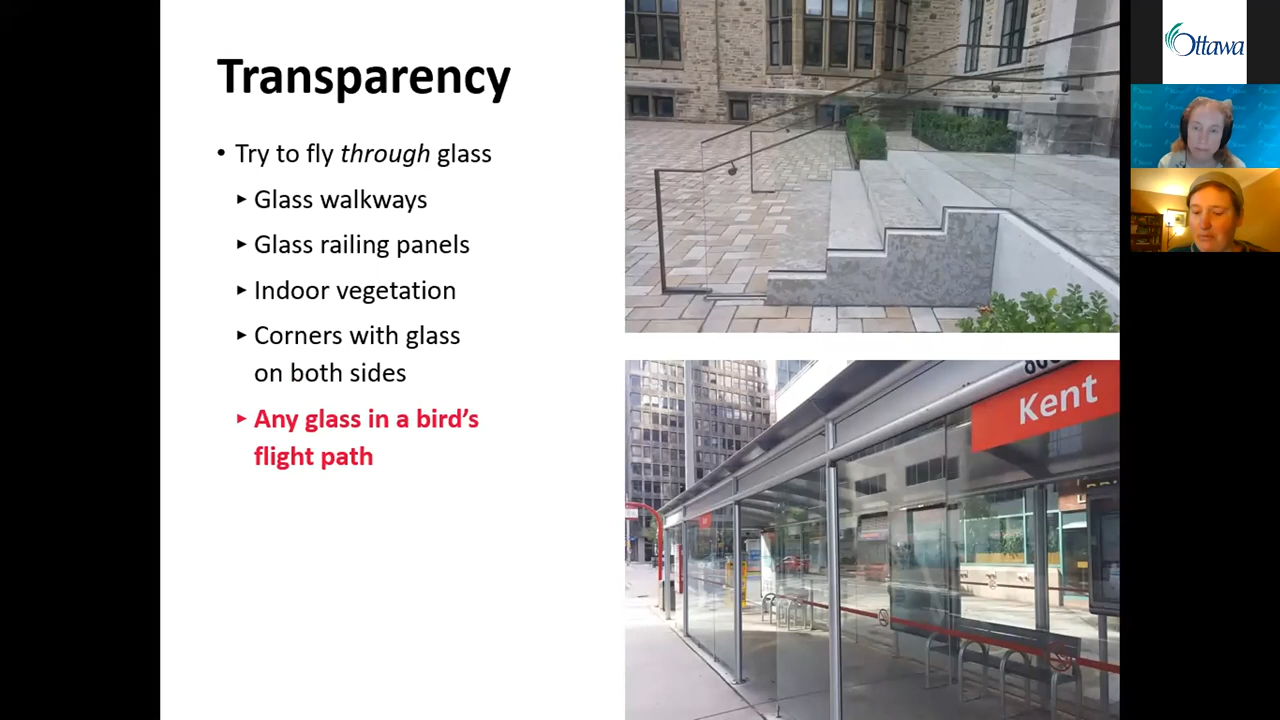 Transparency
• Try to fly through glass
▸ Glass walkways
▸ Glass railing panels
▸ Indoor vegetation
▸ Corners with glass
on both sides
▸ Any glass in a bird's
flight path
Kent
Ottawa